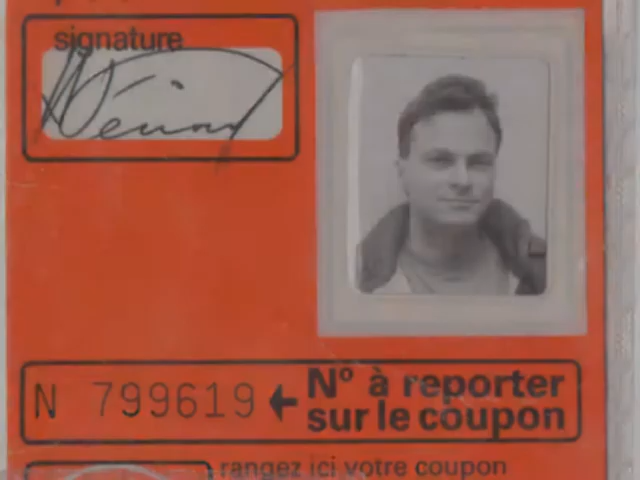 signature
N 799619
N° à reporter
sur le coupon
rangez ici votre coupon